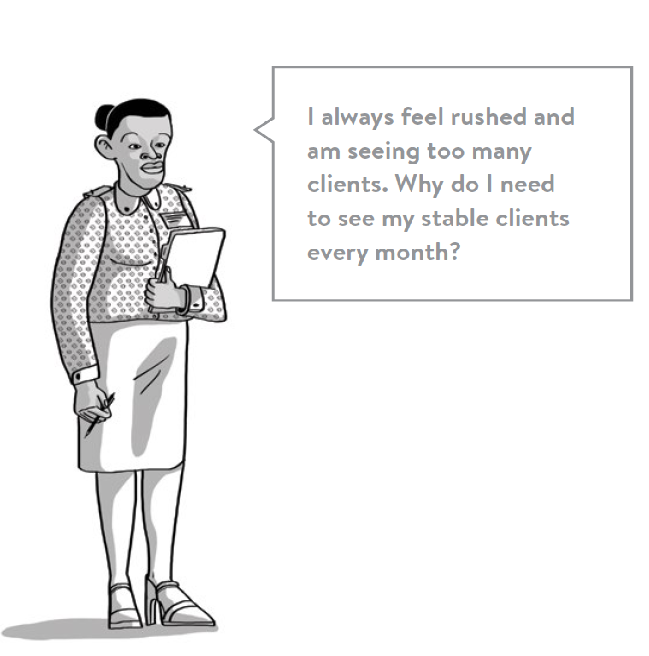 I always feel rushed and
am seeing too many
clients. Why do I need
to see my stable clients
every month?